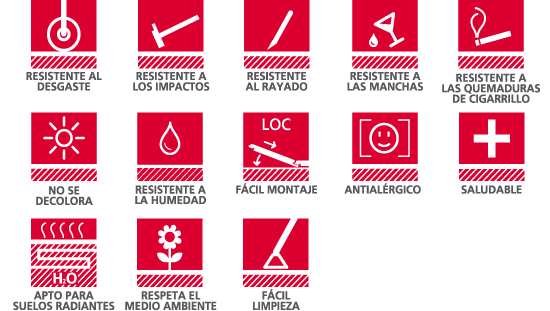 RESISTENTE AL
DESGASTE
RESISTENTE A
LOS IMPACTOS
RESISTENTE
AL RAYADO
RESISTENTE A
LAS MANCHAS
RESISTENTE A
LAS QUEMADURAS
DE CIGARRILLO
NO SE
DECOLORA
RESISTENTE A
LA HUMEDAD
LOC
FÁCIL MONTAJE
ANTIALÉRGICO
SALUDABLE
H2O
APTO PARA
SUELOS RADIANTES
RESPETA EL
MEDIO AMBIENTE
FÁCIL
LIMPIEZA